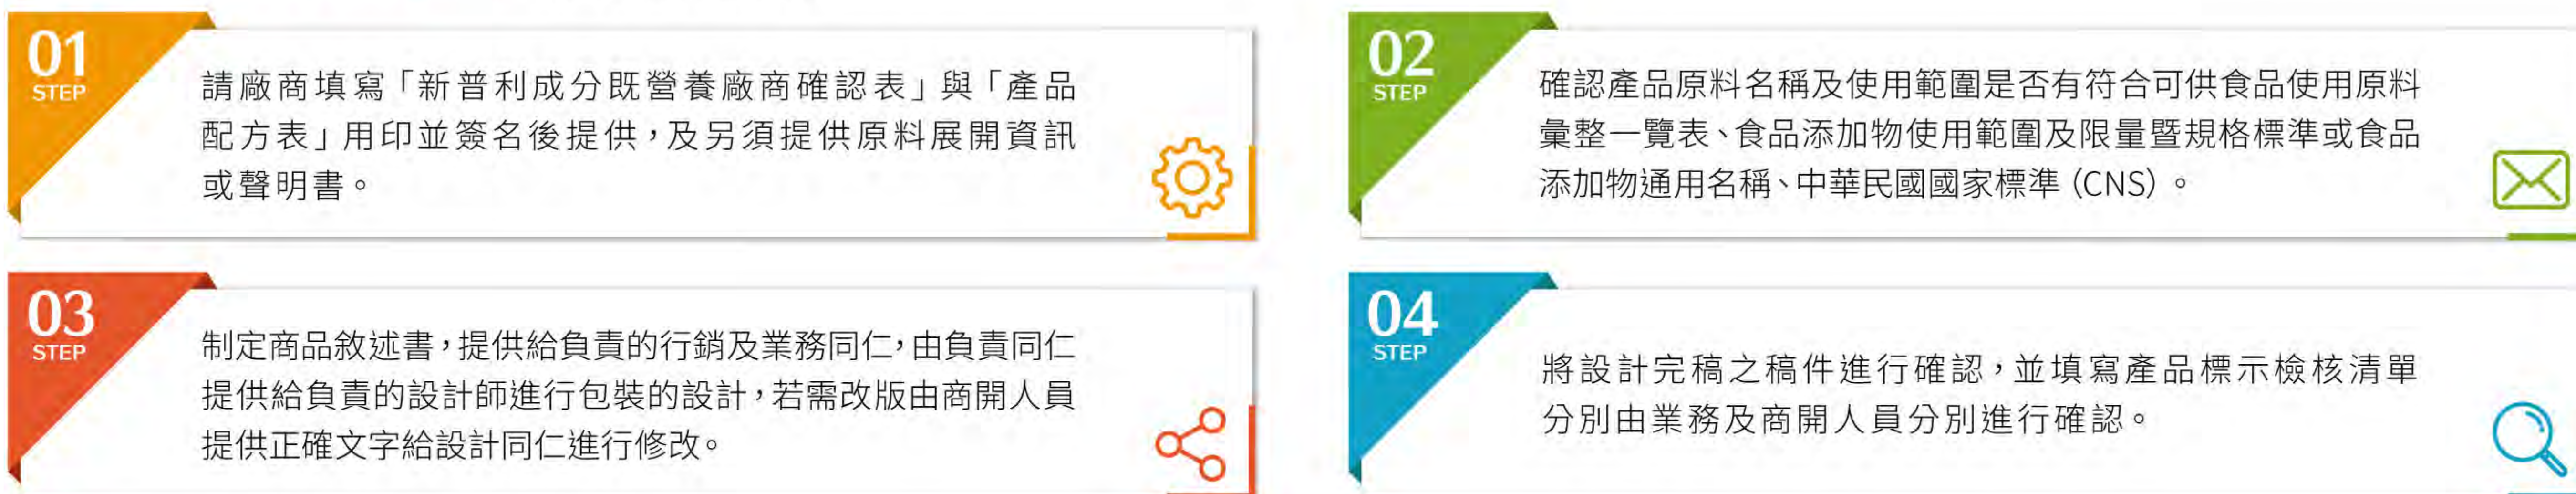 01
STEP
請廠商填寫「新普利成分既營養廠商確認表」與「產品
配方表」用印並簽名後提供,及另須提供原料展開資訊
或聲明書。
02
STEP
確認產品原料名稱及使用範圍是否有符合可供食品使用原料
彙整一覽表、食品添加物使用範圍及限量暨規格標準或食品
添加物通用名稱、中華民國國家標準(CNS)。
03
STEP
制定商品敘述書,提供給負責的行銷及業務同仁,由負責同仁
提供給負責的設計師進行包裝的設計,若需改版由商開人員
提供正確文字給設計同仁進行修改。
04
STEP
將設計完稿之稿件進行確認,並填寫產品標示檢核清單
分別由業務及商開人員分別進行確認。